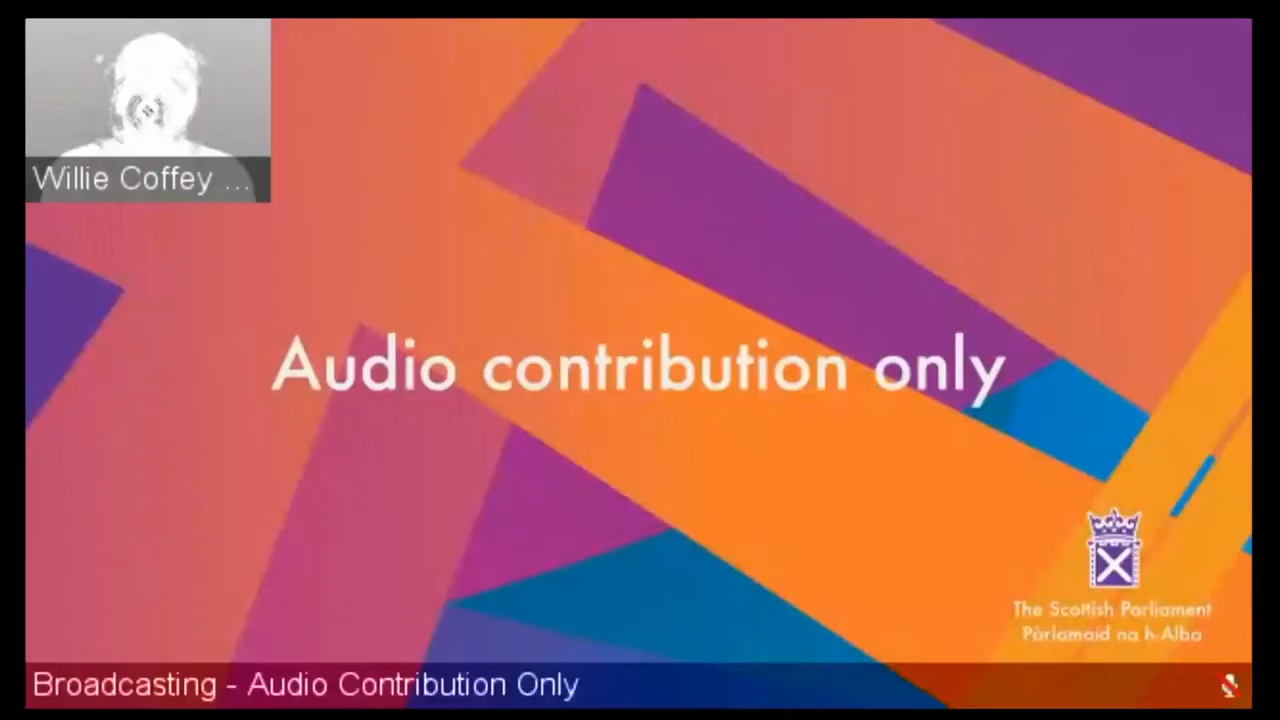 Willie Coffey ...
Audio contribution only
The Scottish Parliament
Pàrlamaid na h-Alba
Broadcasting - Audio Contribution Only